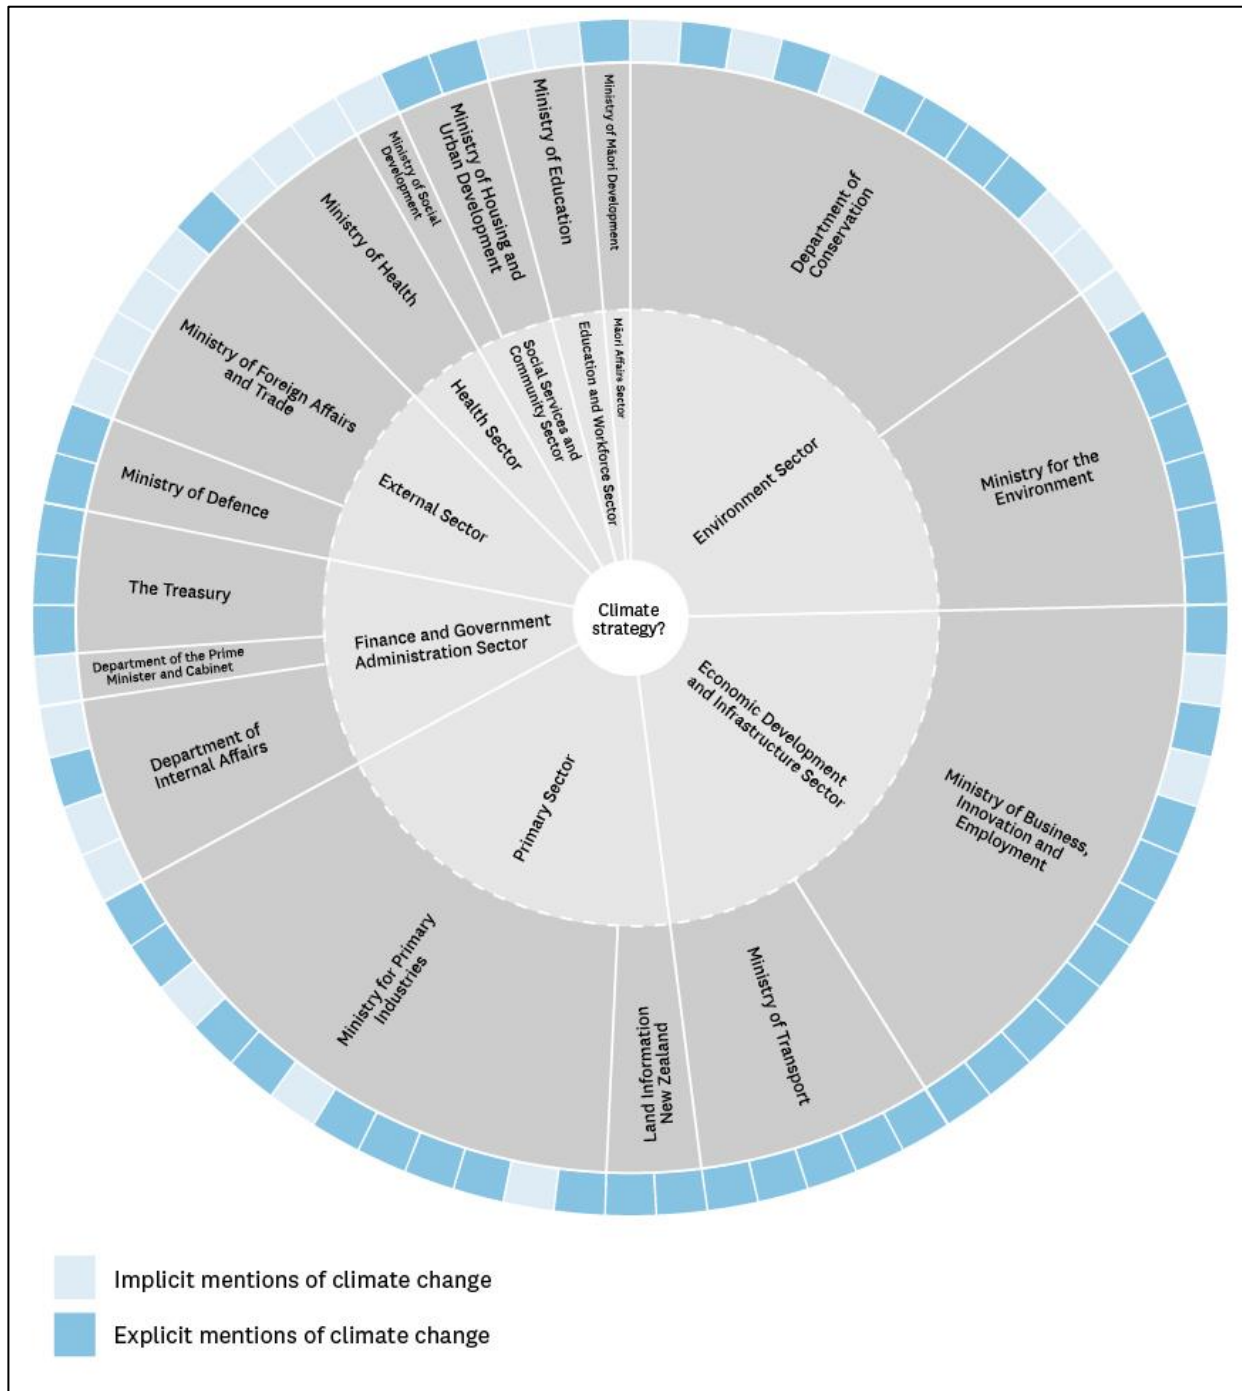 Climate
strategy?
Environment Sector
Economic Development
and Infrastructure Sector
Primary Sector
Finance and Government
Administration Sector
External Sector
Health Sector
Social Services and
Community Sector
Education and Workforce Sector
Māori Affairs Sector
Department of
Conservation
Ministry for the
Environment
Ministry of Business,
Innovation and
Employment
Ministry of Transport
Land Information
New Zealand
Ministry for Primary
Industries
Department of
Internal Affairs
Department of the Prime
Minister and Cabinet
The Treasury
Ministry of Defence
Ministry of Foreign Affairs
and Trade
Ministry of Health
Ministry of Social
Development
Ministry of Housing and
Urban Development
Ministry of Education
Ministry of Māori Development
Implicit mentions of climate change
Explicit mentions of climate change